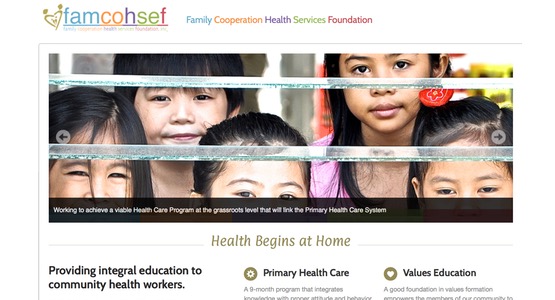 famcohsef
family cooperation health services foundation inc.
Family Cooperation Health Services Foundation
Working to achieve a viable Health Care Program at the grassroots level that will link the Primary Health Care System
Health Begins at Home
Providing integral education to
community health workers.
Primary Health Care
A 9-month program that integrates
knowledge with proper attitude and behavior
Values Education
A good foundation in values formation
empowers the members of our community to